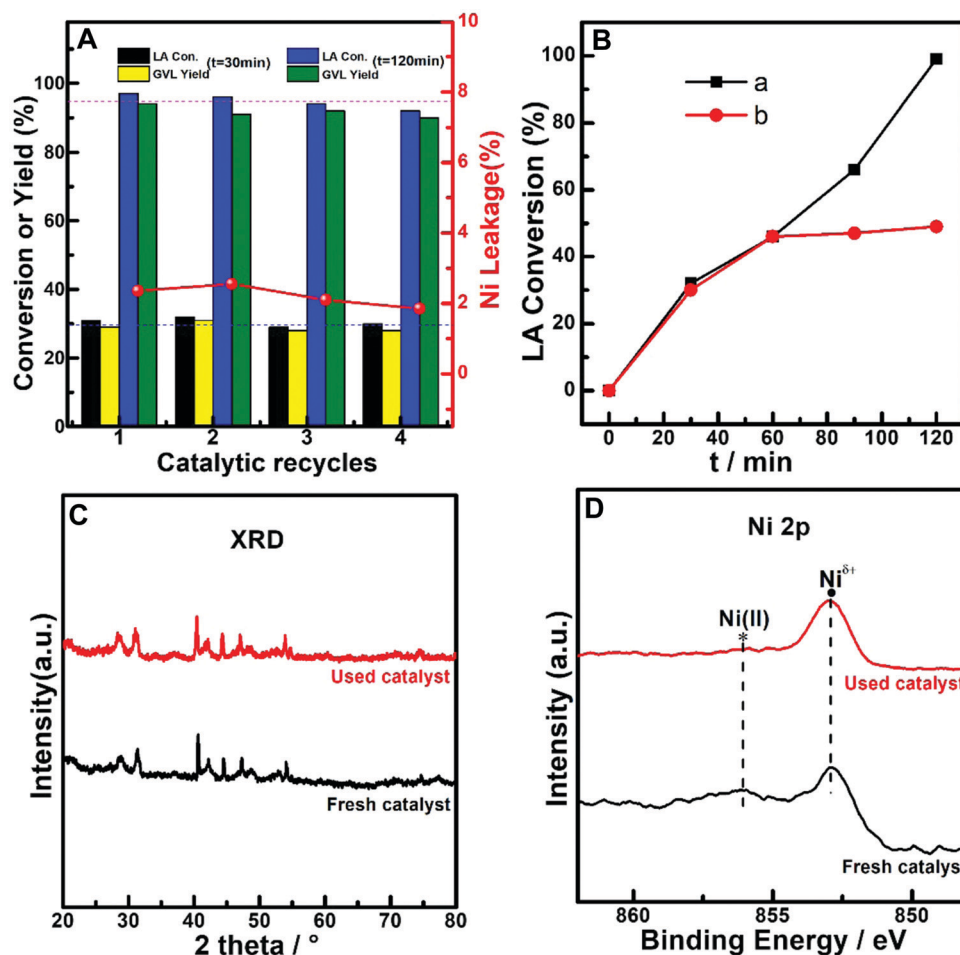 A
LA Con. (t=30min) LA Con. (t=120min)
GVL Yield GVL Yield
Conversion or Yield (%)
0
20
40
60
80
100
1 2 3 4
Catalytic recycles
Ni Leakage(%)
10
8
6
4
2
0
B
a
b
LA Conversion (%)
100
80
60
40
20
0
0 20 40 60 80 100 120
t / min
C
XRD
Intensity(a.u.)
Used catalyst
Fresh catalyst
20 30 40 50 60 70 80
2 theta / °
D
Ni 2p
Ni(II)
*
Niδ+
Intensity (a.u.)
Used catalyst
Fresh catalyst
860 855 850
Binding Energy / eV